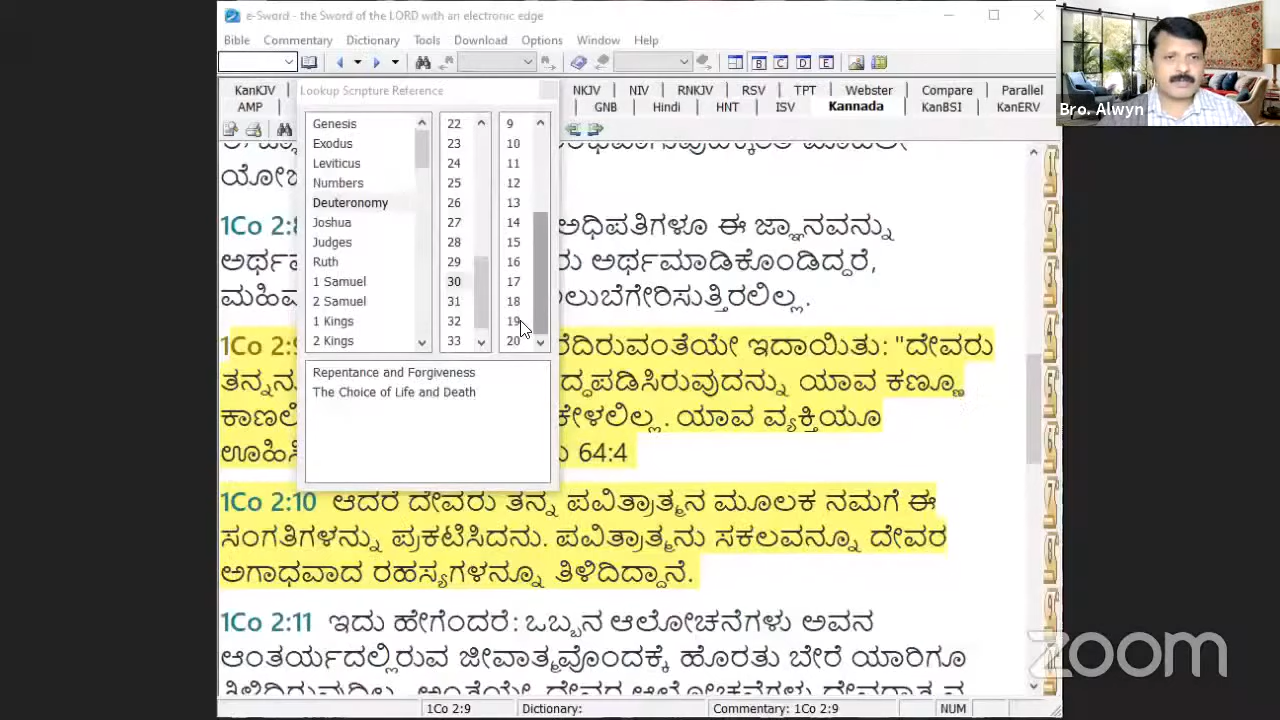 e-Sword - the Sword of the LORD with an electronic edge
Bible Commentary Dictionary Tools Download Options Window Help
B C D E
KanKJV NKJV NIV RNKJV RSV TPT Webster Compare Parallel
AMP GNB Hindi HNT ISV Kannada KanBSI KanERV
Lookup Scripture Reference
Genesis 22 9
Exodus 23 10
Leviticus 24 11
Numbers 25 12
Deuteronomy 26 13
Joshua 27 14
Judges 28 15
Ruth 29 16
1 Samuel 30 17
2 Samuel 31 18
1 Kings 32 19
2 Kings 33 20
Repentance and Forgiveness
The Choice of Life and Death
ಅಧಿಪತಿಗಳೂ ಈ ಜ್ಞಾನವನ್ನು
ಅರ್ಥಮಾಡಿಕೊಂಡಿದ್ದರೆ,
1Co 2: ಇದಾಯಿತು: "ದೇವರು
ಯಾವ ಕಣ್ಣೂ
ಕೇಳಲಿಲ್ಲ. ಯಾವ ವ್ಯಕ್ತಿಯೂ
64:4
1Co 2:10 ಆದರೆ ದೇವರು ತನ್ನ ಪವಿತ್ರಾತ್ಮನ ಮೂಲಕ ನಮಗೆ ಈ
ಸಂಗತಿಗಳನ್ನು ಪ್ರಕಟಿಸಿದನು. ಪವಿತ್ರಾತ್ಮನು ಸಕಲವನ್ನೂ ದೇವರ
ಅಗಾಧವಾದ ರಹಸ್ಯಗಳನ್ನೂ ತಿಳಿದಿದ್ದಾನೆ.
1Co 2:11 ಇದು ಹೇಗೆಂದರೆ: ಒಬ್ಬನ ಆಲೋಚನೆಗಳು ಅವನ
ಆಂತರ್ಯದಲ್ಲಿರುವ ಜೀವಾತ್ಮವೊಂದಕ್ಕೆ ಹೊರತು ಬೇರೆ ಯಾರಿಗೂ
1Co 2:9 Dictionary: Commentary: 1Co 2:9 NUM
Bro. Alwyn
zoom